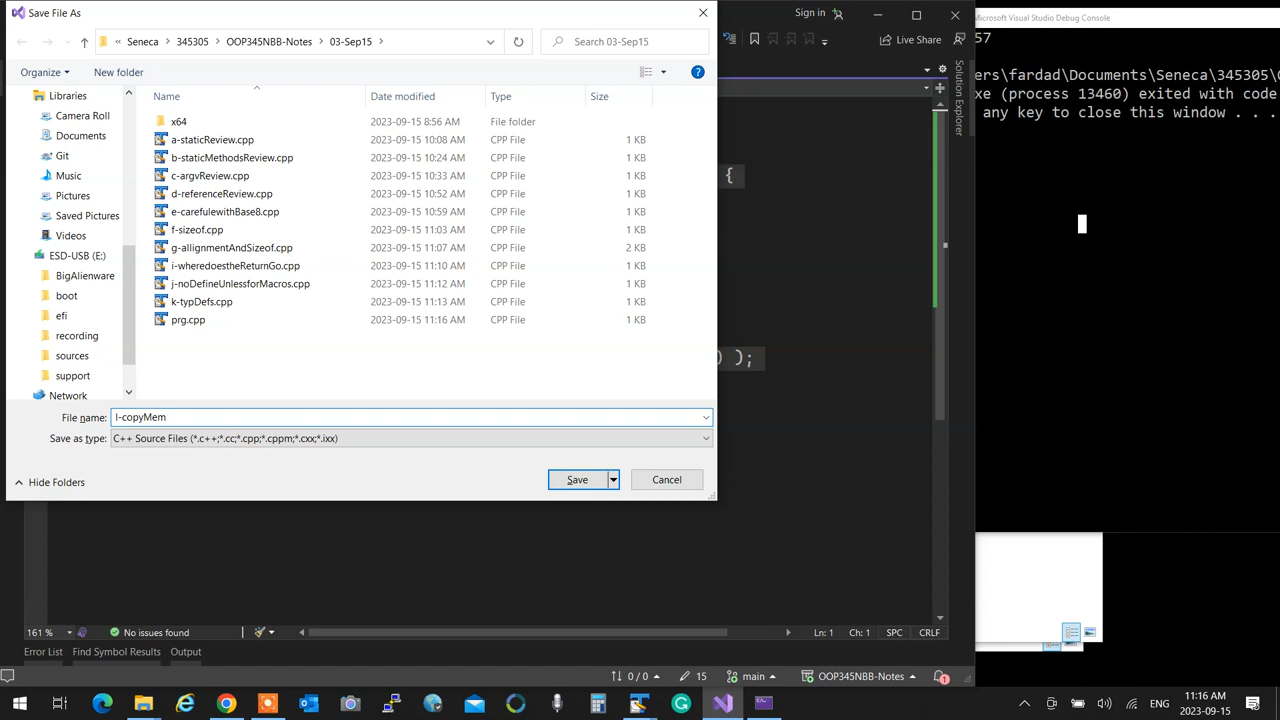 Save File As
Sign in
Microsoft Visual Studio Debug Console
Seneca
345305
OOP345NBB-Notes
03-Sep15
Search 03-Sep15
Live Share
57
Organize
New folder
ers\fardad\Documents\Seneca\345305\
xe (process 13460) exited with code
any key to close this window . . .
Solution Explorer
Name
Date modified
Type
Size
Libraries
Camera Roll
Documents
Git
Music
Pictures
Saved Pictures
Videos
ESD-USB (E:)
BigAlienware
boot
efi
recording
sources
support
Network
x64 2023-09-15 8:56 AM File folder
a-staticReview.cpp 2023-09-15 10:08 AM CPP File 1 KB
b-staticMethodsReview.cpp 2023-09-15 10:24 AM CPP File 1 KB
c-argvReview.cpp 2023-09-15 10:33 AM CPP File 1 KB
d-referenceReview.cpp 2023-09-15 10:52 AM CPP File 1 KB
e-carefulewithBase8.cpp 2023-09-15 10:59 AM CPP File 1 KB
f-sizeof.cpp 2023-09-15 11:03 AM CPP File 1 KB
g-allignmentAndSizeof.cpp 2023-09-15 11:07 AM CPP File 2 KB
i-wheredoestheReturnGo.cpp 2023-09-15 11:10 AM CPP File 1 KB
j-noDefineUnlessforMacros.cpp 2023-09-15 11:12 AM CPP File 1 KB
k-typDefs.cpp 2023-09-15 11:13 AM CPP File 1 KB
prg.cpp 2023-09-15 11:16 AM CPP File 1 KB
{
) );
File name: l-copyMem
Save as type: C++ Source Files (*.c++;*.cc;*.cpp;*.cppm;*.cxx;*.ixx)
Hide Folders
Save
Cancel
161 %
No issues found
Ln: 1 Ch: 1 SPC CRLF
Error List Find Symbol Results Output
0 / 0
15
main
OOP345NBB-Notes
1
ENG
11:16 AM
2023-09-15